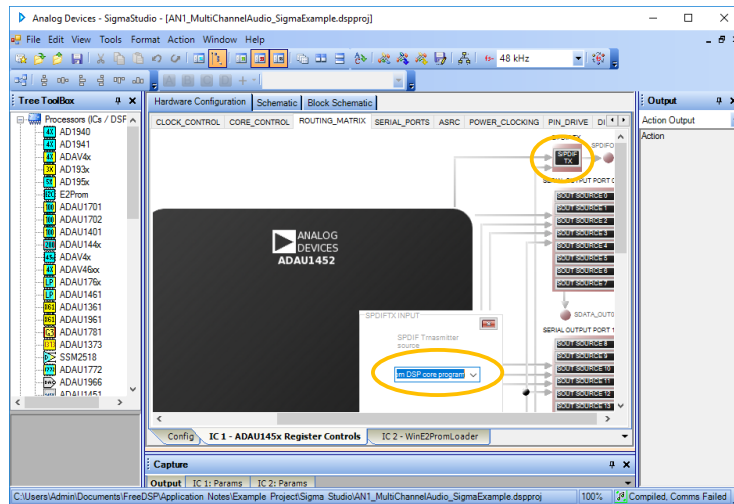 Analog Devices - SigmaStudio - [AN1_MultiChannelAudio_SigmaExample.dspproj]
File Edit View Tools Format Action Window Help
48 kHz
Tree ToolBox
Hardware Configuration Schematic Block Schematic
Output
CLOCK_CONTROL CORE_CONTROL ROUTING_MATRIX SERIAL_PORTS ASRC POWER_CLOCKING PIN_DRIVE
Action Output
Action
Processors (ICs / DSF
AD1940
AD1941
ADAV4x
AD193x
AD195x
E2Prom
ADAU1701
ADAU1702
ADAU1401
ADAU144x
ADAV4x
ADAV46xx
ADAU176x
ADAU1461
ADAU1361
ADAU1961
ADAU1781
ADAU1373
SSM2518
ADAU1772
ADAU1966
ADAU1451
ANALOG
DEVICES
ADAU1452
SPDIF
TX
SPDIFO
SERIAL OUTPUT PORT 0
SOUT SOURCE 0
SOUT SOURCE 1
SOUT SOURCE 2
SOUT SOURCE 3
SOUT SOURCE 4
SOUT SOURCE 5
SOUT SOURCE 6
SOUT SOURCE 7
SDATA_OUT0
SERIAL OUTPUT PORT 1
SOUT SOURCE 8
SOUT SOURCE 9
SOUT SOURCE 10
SOUT SOURCE 11
SOUT SOURCE 12
SOUT SOURCE 13
SPDIFTX INPUT
SPDIF Trnasmitter
source
om DSP core program
Config IC 1 - ADAU145x Register Controls IC 2 - WinE2PromLoader
Capture
Output IC 1: Params IC 2: Params
C:\Users\Admin\Documents\FreeDSP\Application Notes\Example Project\Sigma Studio\AN1_MultiChannelAudio_SigmaExample.dspproj 100% Compiled, Comms Failed